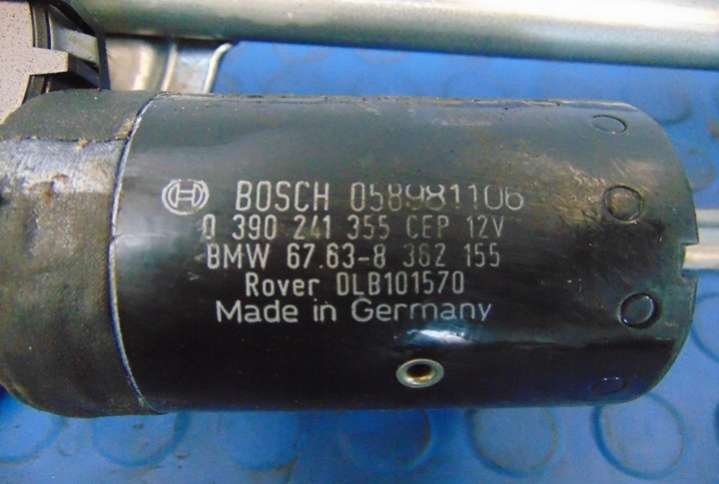 BOSCH 058981106
0 390 241 355 CEP 12V
BMW 67.63-8 362 155
Rover DLB101570
Made in Germany